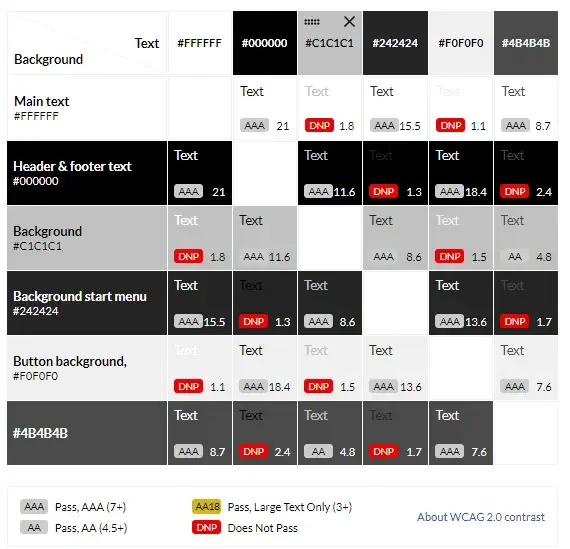 Text
Background
#FFFFFF #000000 #C1C1C1 #242424 #F0F0F0 #4B4B4B
Main text
#FFFFFF
Text Text Text Text Text
AAA 21 DNP 1.8 AAA 15.5 DNP 1.1 AAA 8.7
Header & footer text
#000000
Text Text Text Text Text
AAA 21 AAA 11.6 DNP 1.3 AAA 18.4 DNP 2.4
Background
#C1C1C1
Text Text Text Text Text
DNP 1.8 AAA 11.6 AAA 8.6 DNP 1.5 AA 4.8
Background start menu
#242424
Text Text Text Text Text
AAA 15.5 DNP 1.3 AAA 8.6 AAA 13.6 DNP 1.7
Button background,
#F0F0F0
Text Text Text Text Text
DNP 1.1 AAA 18.4 DNP 1.5 AAA 13.6 AAA 7.6
#4B4B4B
Text Text Text Text Text
AAA 8.7 DNP 2.4 AA 4.8 DNP 1.7 AAA 7.6
AAA Pass, AAA (7+) AA18 Pass, Large Text Only (3+)
About WCAG 2.0 contrast
AA Pass, AA (4.5+) DNP Does Not Pass